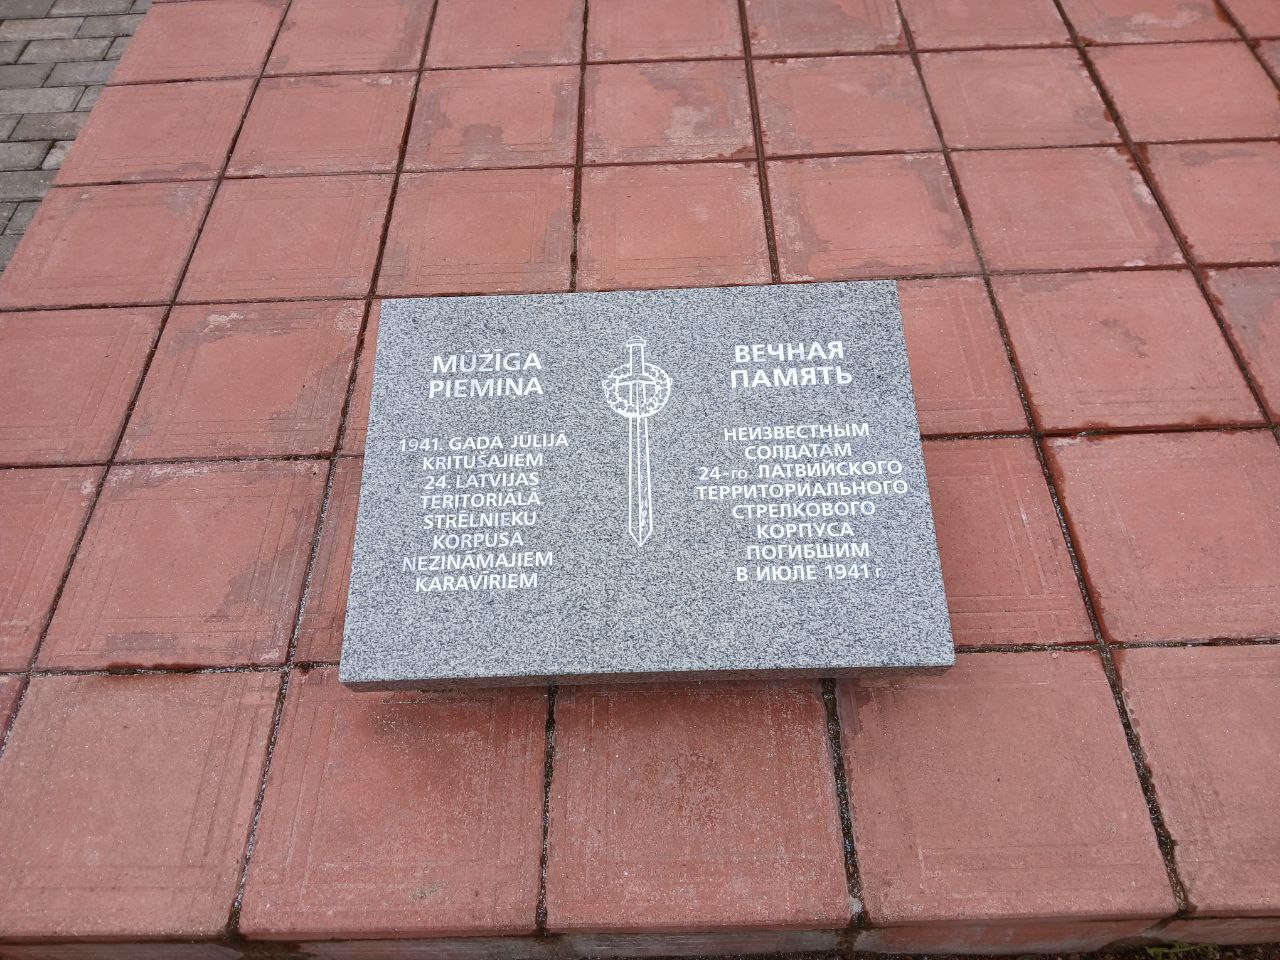 MŪŽĪGA
PIEMIŅA
1941. GADA JŪLIJĀ
KRITUŠAJIEM
24. LATVIJAS
TERITORIĀLĀ
STRĒLNIEKU
KORPUSA
NEZINĀMAJIEM
KARAVĪRIEM
ВЕЧНАЯ
ПАМЯТЬ
НЕИЗВЕСТНЫМ
СОЛДАТАМ
24-го ЛАТВИЙСКОГО
ТЕРРИТОРИАЛЬНОГО
СТРЕЛКОВОГО
КОРПУСА
ПОГИБШИМ
В ИЮЛЕ 1941 г.